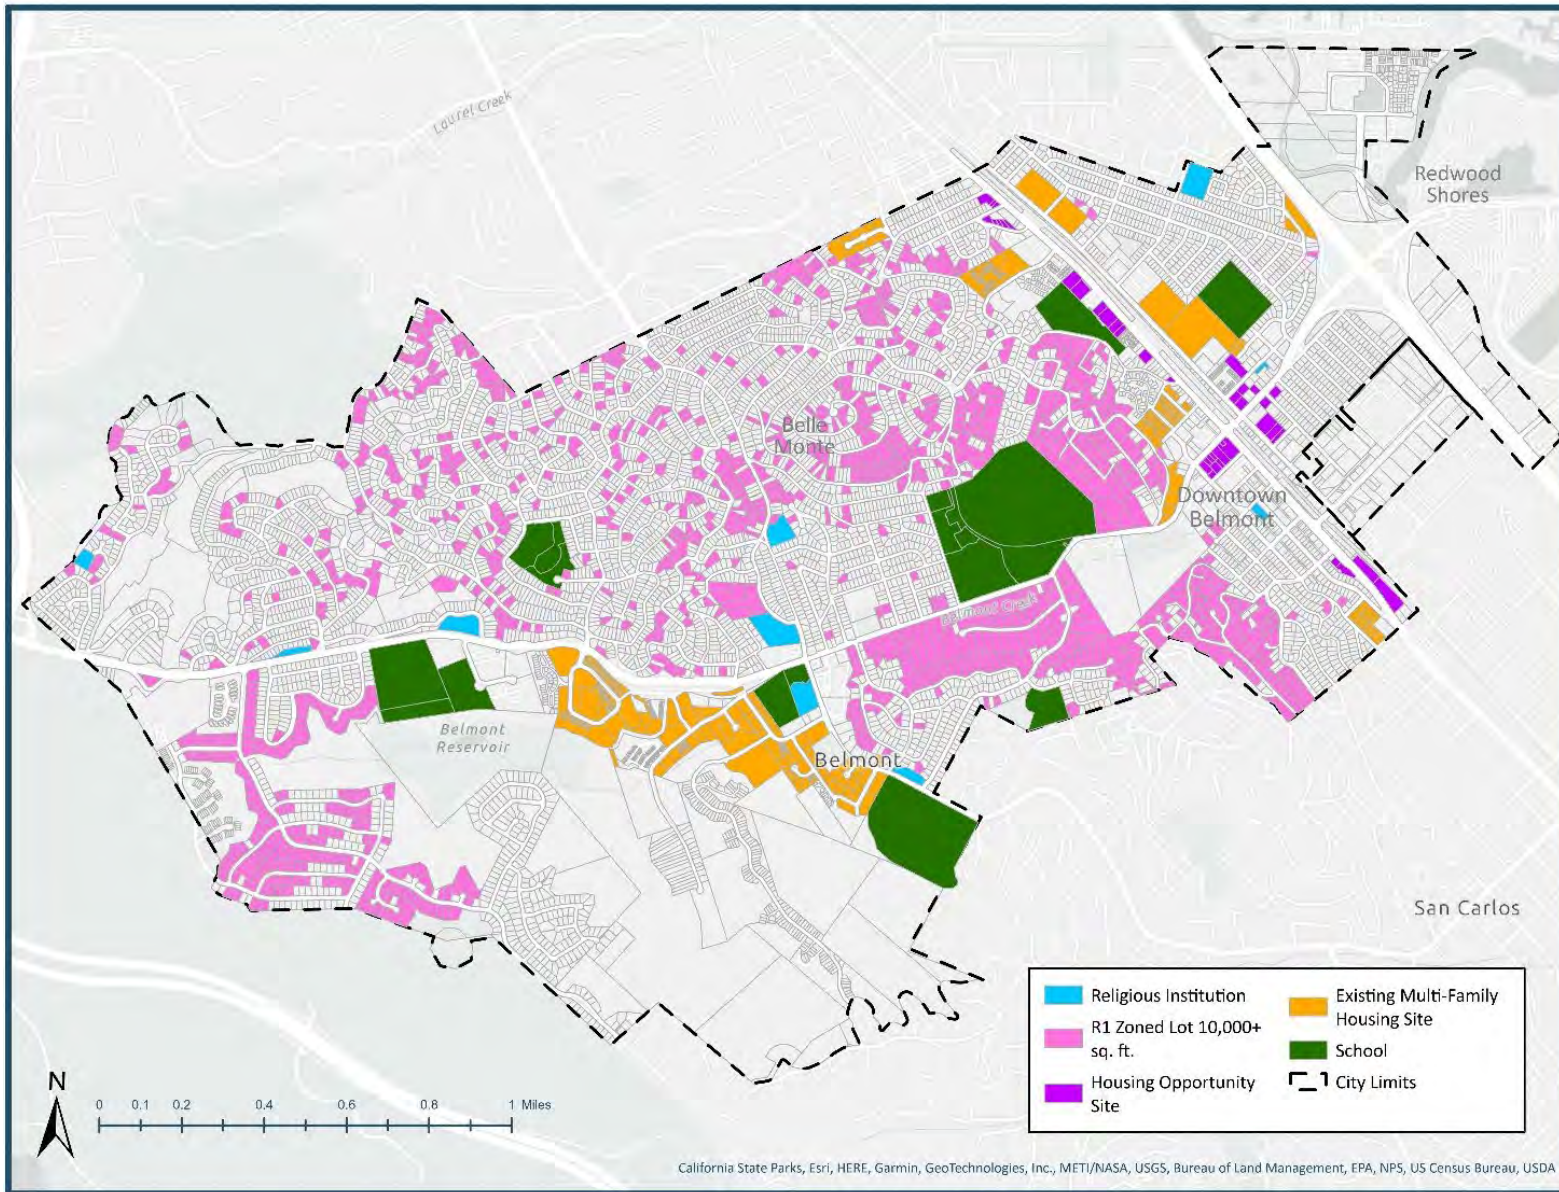 Laurel Creek
Redwood
Shores
Belle
Monte
Downtown
Belmont
Belmont Creek
Belmont
Reservoir
Belmont
San Carlos
Religious Institution
R1 Zoned Lot 10,000+
sq. ft.
Housing Opportunity
Site
Existing Multi-Family
Housing Site
School
City Limits
N
0 0.1 0.2 0.4 0.6 0.8 1 Miles
California State Parks, Esri, HERE, Garmin, GeoTechnologies, Inc., METI/NASA, USGS, Bureau of Land Management, EPA, NPS, US Census Bureau, USDA